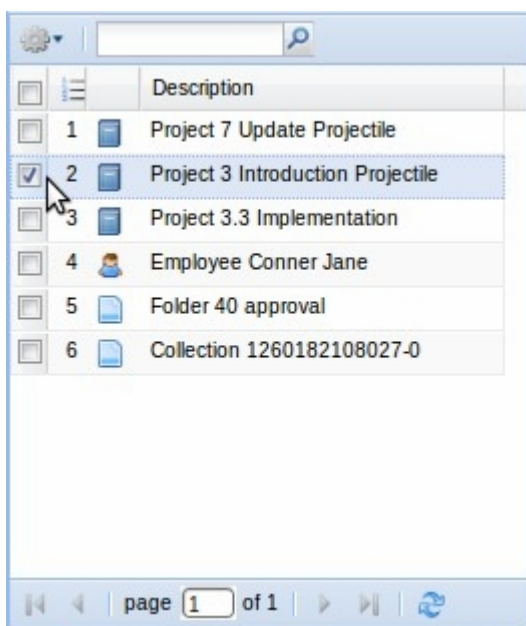 Description
1 Project 7 Update Projectile
2 Project 3 Introduction Projectile
3 Project 3.3 Implementation
4 Employee Conner Jane
5 Folder 40 approval
6 Collection 1260182108027-0
page 1 of 1